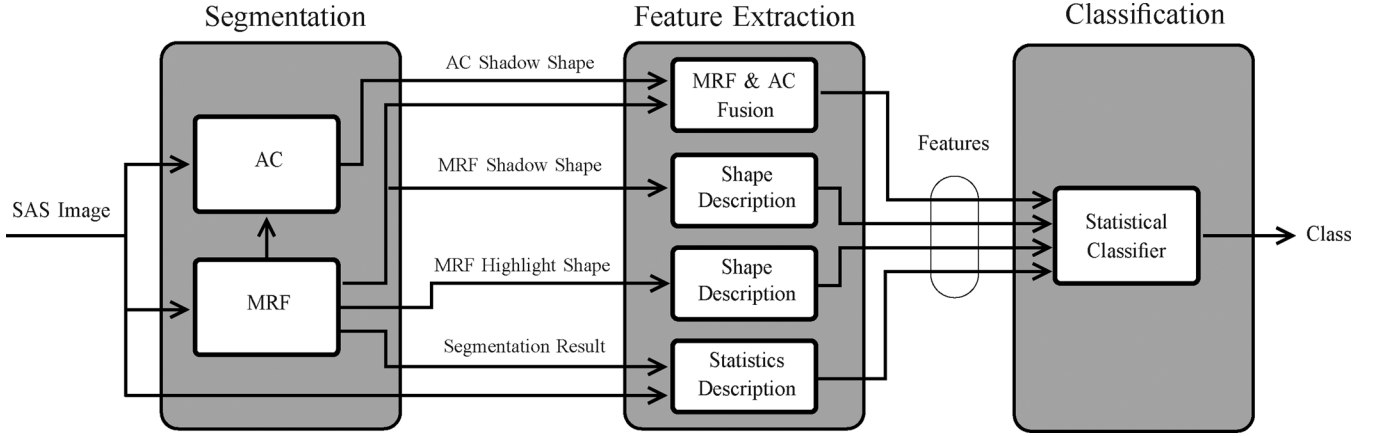 Segmentation
Feature Extraction
Classification
AC Shadow Shape
MRF & AC
Fusion
AC
MRF Shadow Shape
Shape
Description
Features
SAS Image
Statistical
Classifier
Class
MRF
MRF Highlight Shape
Shape
Description
Segmentation Result
Statistics
Description